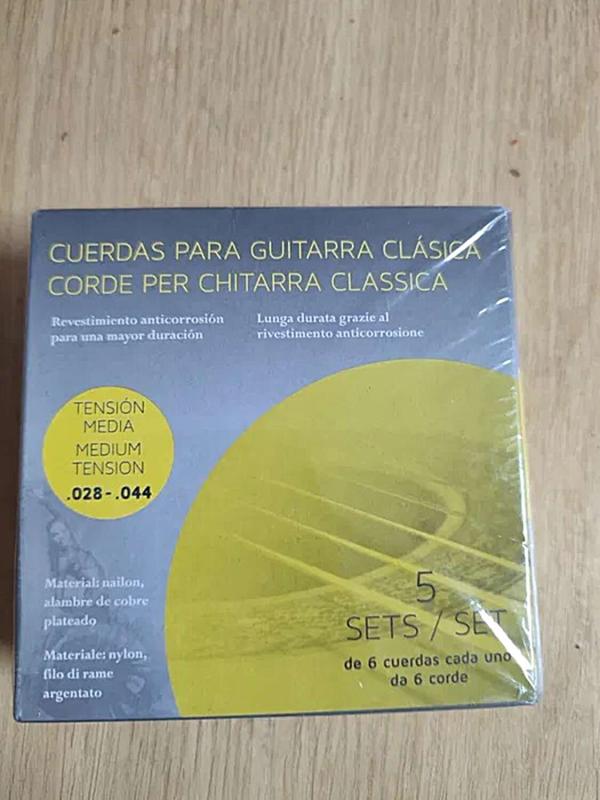 CUERDAS PARA GUITARRA CLÁSICA
CORDE PER CHITARRA CLASSICA
Revestimiento anticorrosión
para una mayor duración
Lunga durata grazie al
rivestimento anticorrosione
TENSIÓN
MEDIA
MEDIUM
TENSION
.028-.044
Material: nailon,
alambre de cobre
plateado
Materiale: nylon,
filo di rame
argentato
5
SETS / SET
de 6 cuerdas cada uno
da 6 corde